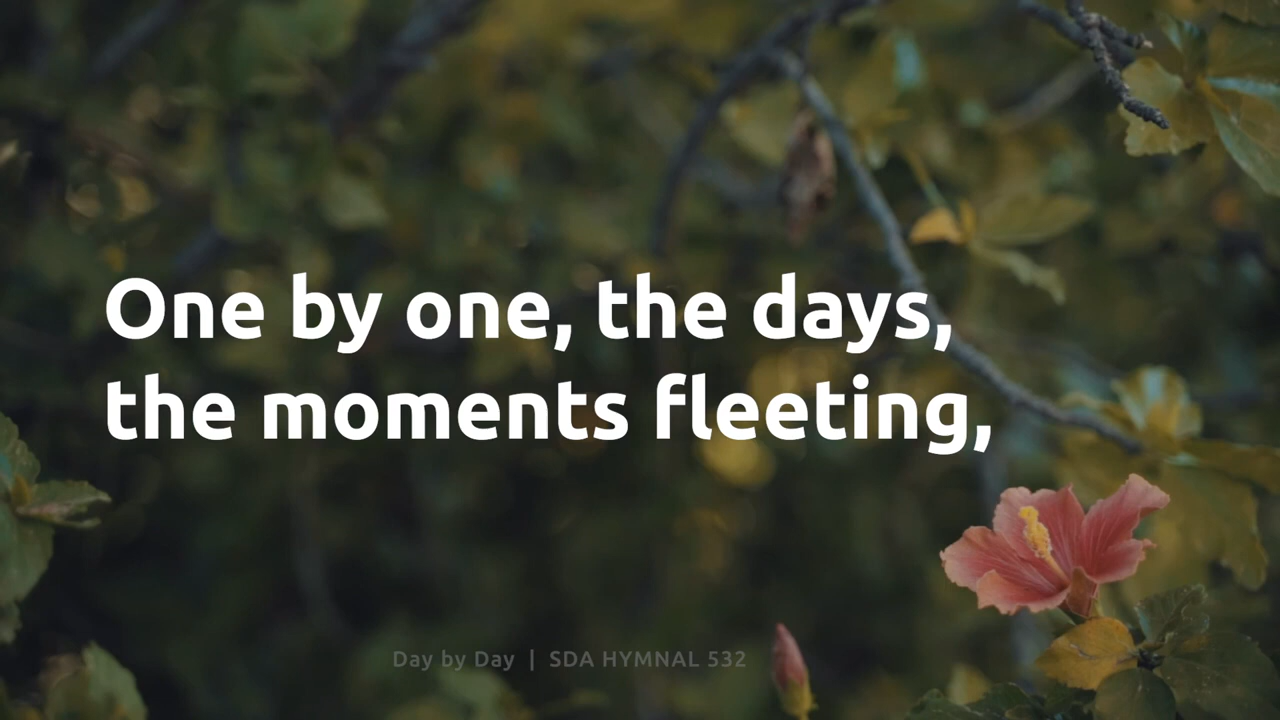 One by one, the days,
the moments fleeting,
Day by Day | SDA HYMNAL 532